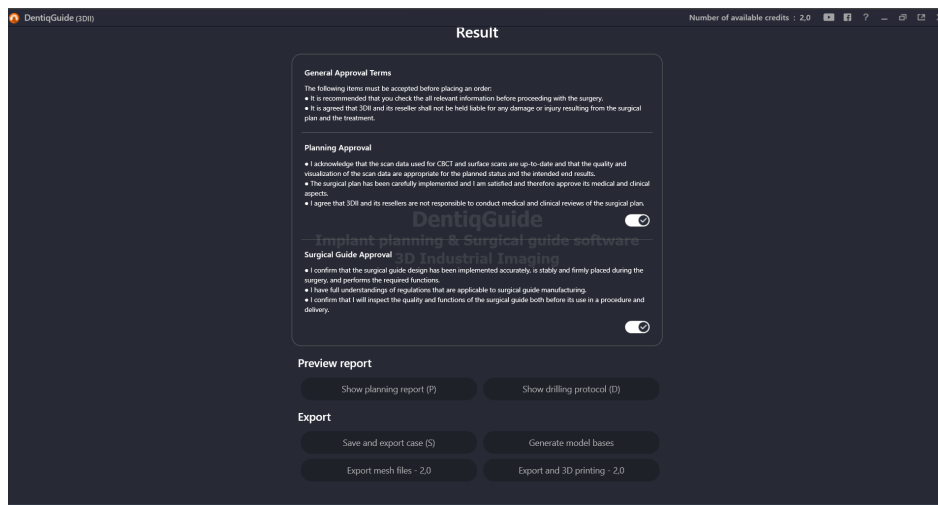 DentiqGuide (3DII)
Number of available credits : 2,0
Result
General Approval Terms
The following items must be accepted before placing an order:
● It is recommended that you check the all relevant information before proceeding with the surgery.
● It is agreed that 3DII and its reseller shall not be held liable for any damage or injury resulting from the surgical
plan and the treatment.
Planning Approval
● I acknowledge that the scan data used for CBCT and surface scans are up-to-date and that the quality and
visualization of the scan data are appropriate for the planned status and the intended end results.
● The surgical plan has been carefully implemented and I am satisfied and therefore approve its medical and clinical
aspects.
● I agree that 3DII and its resellers are not responsible to conduct medical and clinical reviews of the surgical plan.
DentiqGuide
Implant planning & Surgical guide software
3D Industrial Imaging
Surgical Guide Approval
● I confirm that the surgical guide design has been implemented accurately, is stably and firmly placed during the
surgery, and performs the required functions.
● I have full understandings of regulations that are applicable to surgical guide manufacturing.
● I confirm that I will inspect the quality and functions of the surgical guide both before its use in a procedure and
delivery.
Preview report
Show planning report (P)
Show drilling protocol (D)
Export
Save and export case (S)
Generate model bases
Export mesh files - 2,0
Export and 3D printing - 2,0